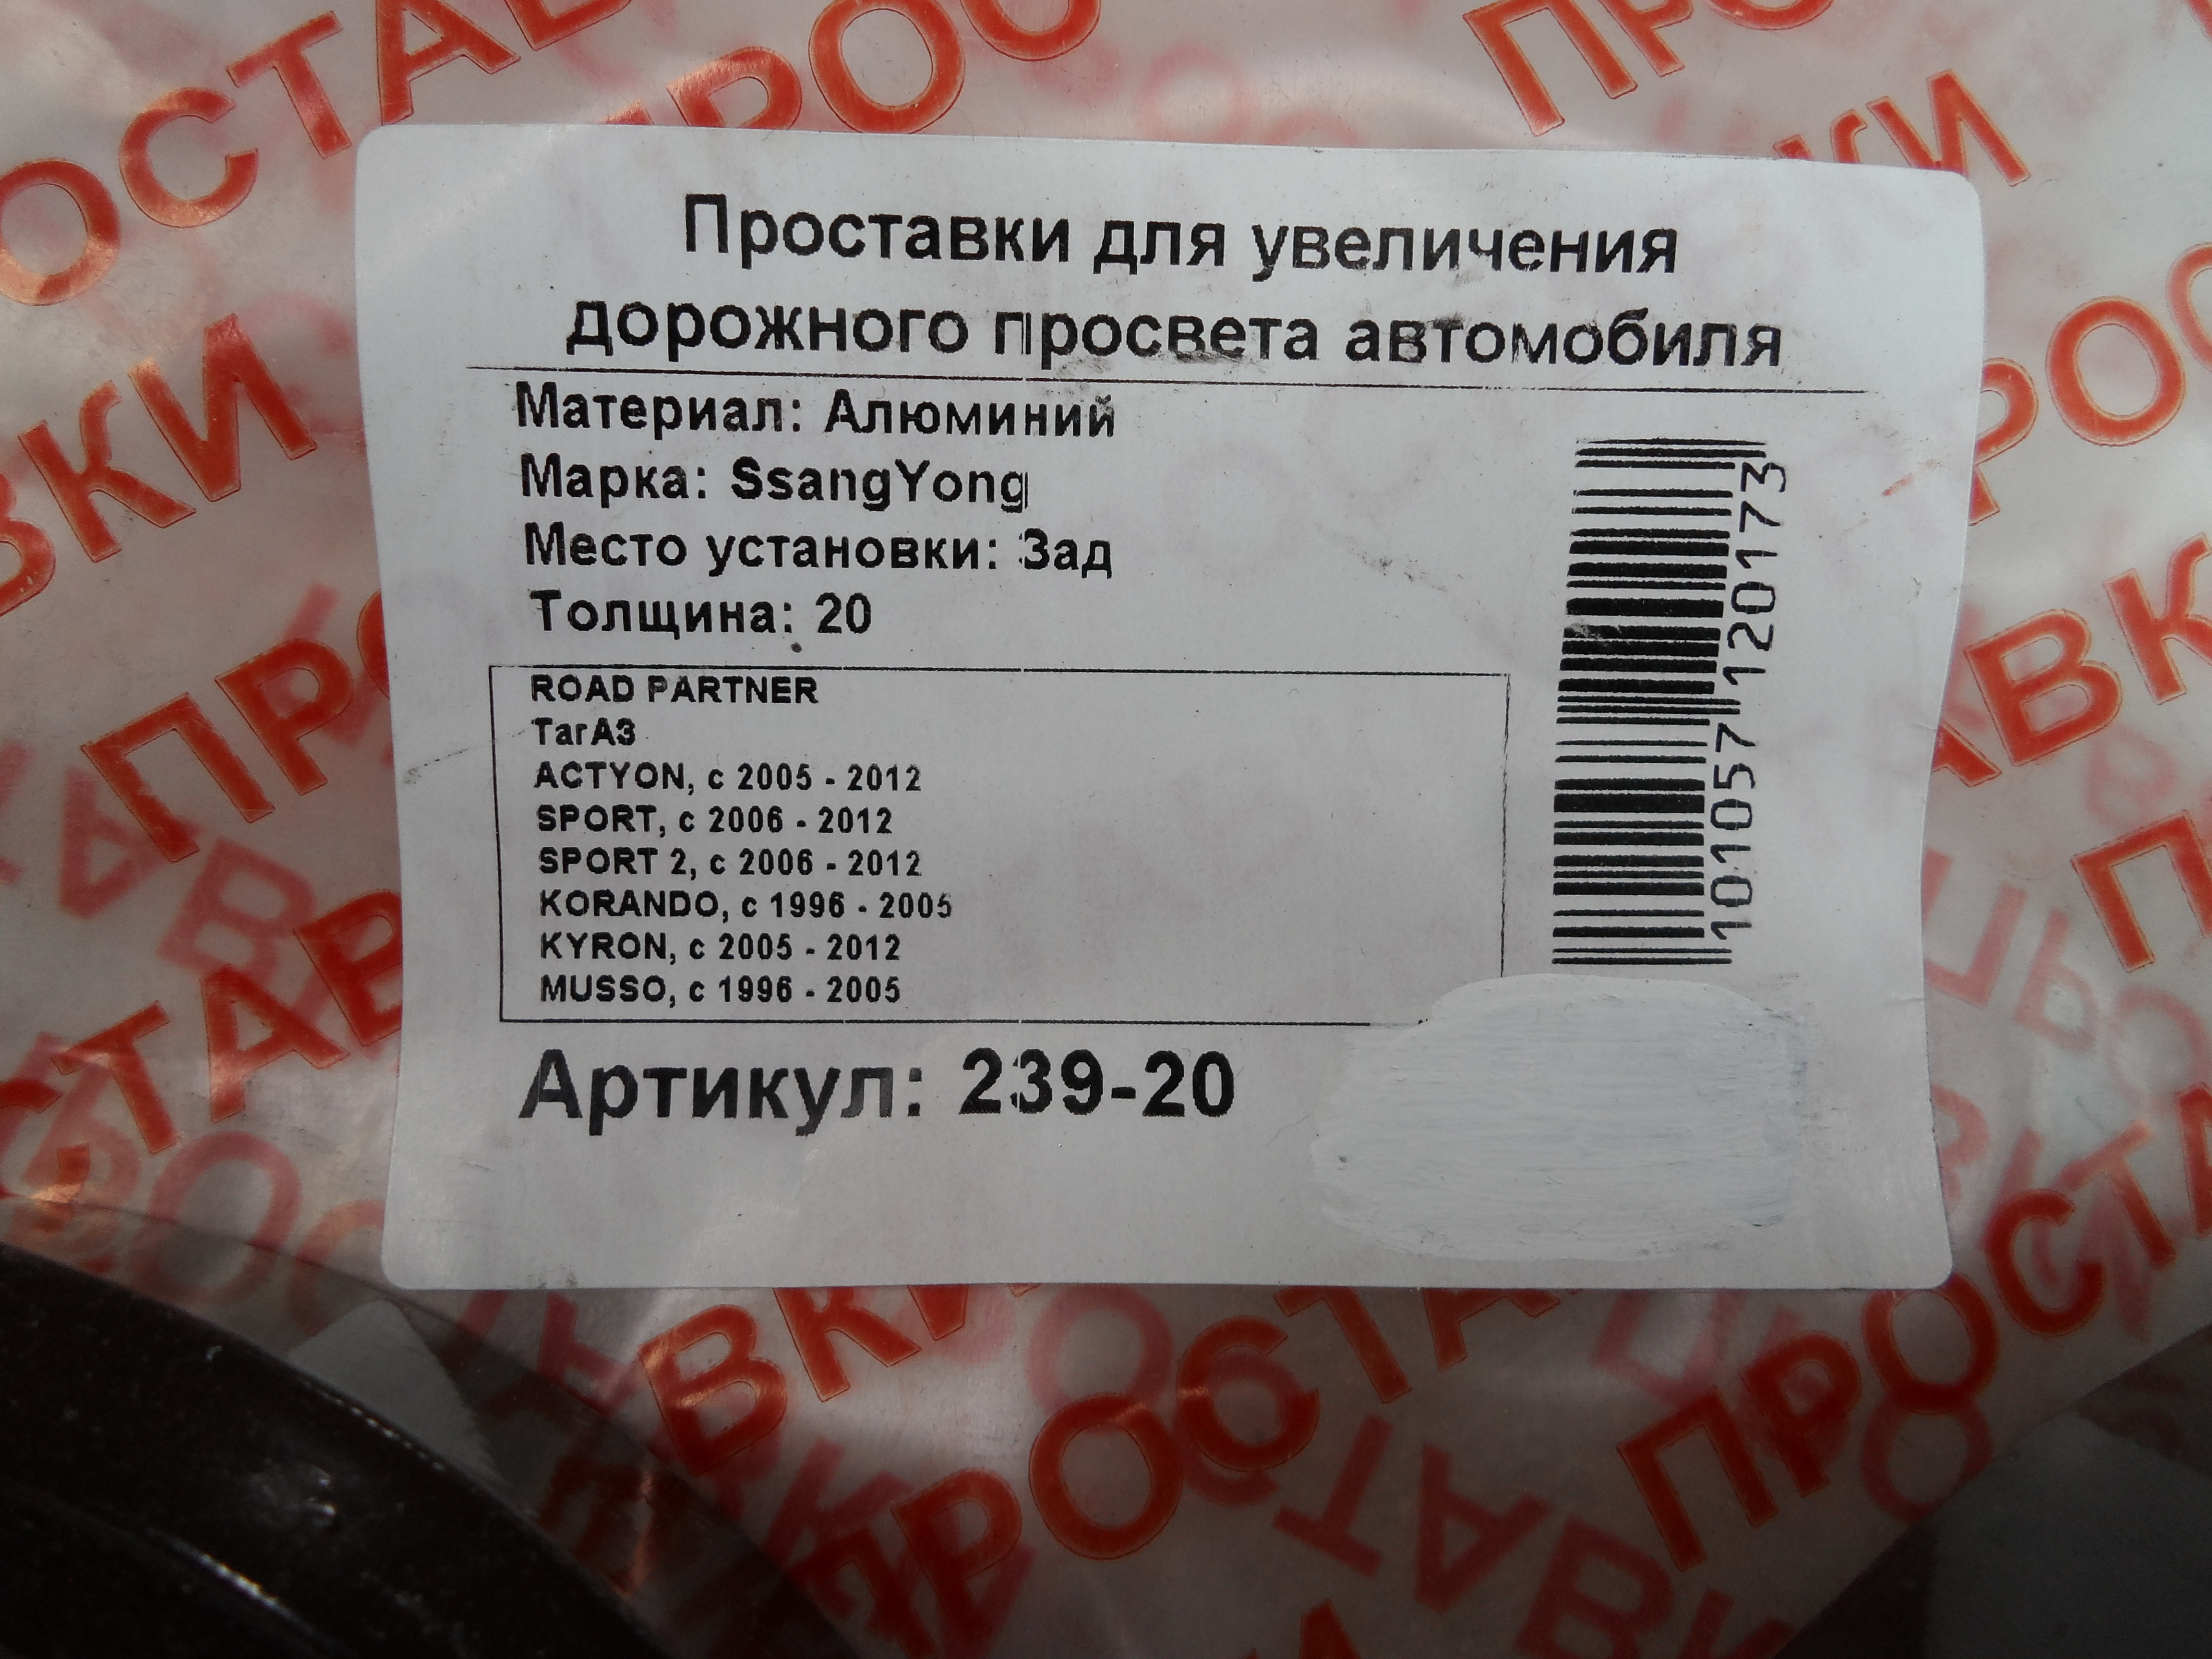 Проставки для увеличения
дорожного просвета автомобиля
Материал: Алюминий
Марка: SsangYong
Место установки: Зад
Толщина: 20
ROAD PARTNER
ТагАЗ
ACTYON, с 2005 - 2012
SPORT, с 2006 - 2012
SPORT 2, с 2006 - 2012
KORANDO, с 1996 - 2005
KYRON, с 2005 - 2012
MUSSO, с 1996 - 2005
Артикул: 239-20
101057120173